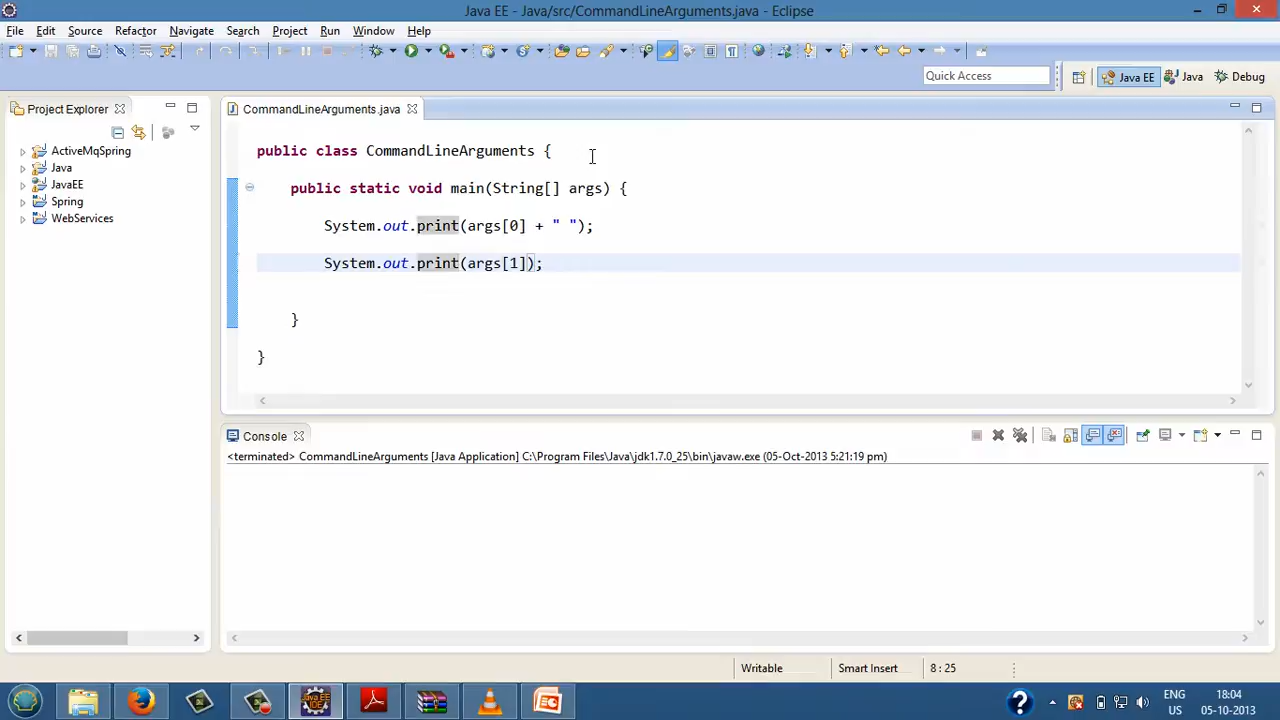 Java EE - Java/src/CommandLineArguments.java - Eclipse
File Edit Source Refactor Navigate Search Project Run Window Help
Quick Access
Java EE
Java
Debug
Project Explorer
ActiveMqSpring
Java
JavaEE
Spring
WebServices
CommandLineArguments.java
public class CommandLineArguments {
public static void main(String[] args) {
System.out.print(args[0] + " ");
System.out.print(args[1]);
}
}
Console
<terminated> CommandLineArguments [Java Application] C:\Program Files\Java\jdk1.7.0_25\bin\javaw.exe (05-Oct-2013 5:21:19 pm)
Writable
Smart Insert
8 : 25
ENG
US
18:04
05-10-2013